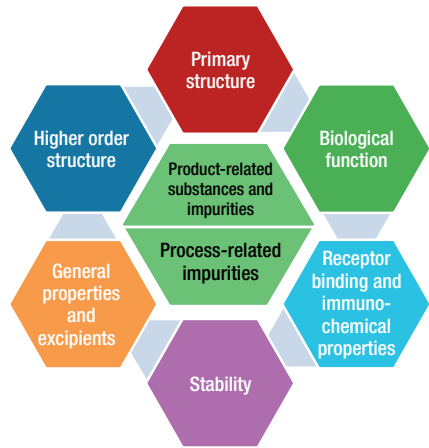 Primary
structure
Higher order
structure
Biological
function
Product-related
substances and
impurities
Process-related
impurities
General
properties
and
excipients
Receptor
binding and
immuno-
chemical
properties
Stability